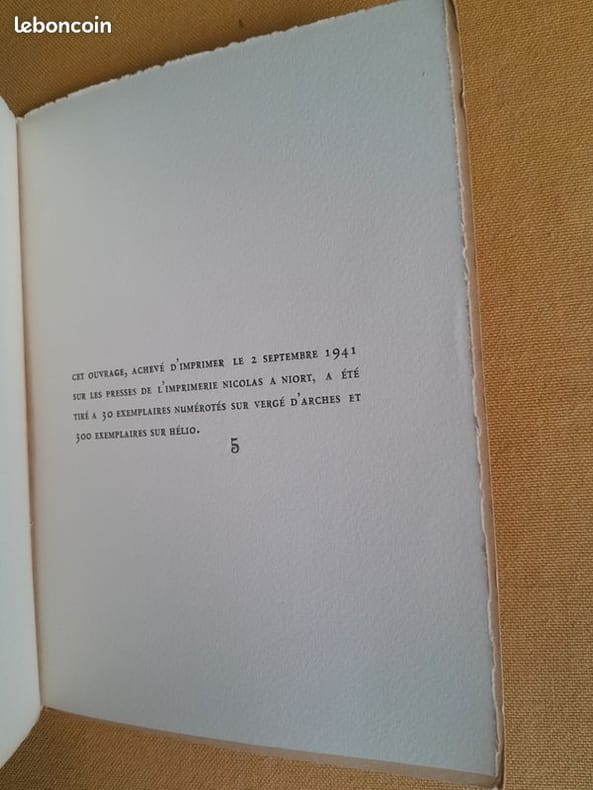 leboncoin
CET OUVRAGE, ACHEVÉ D'IMPRIMER LE 2 SEPTEMBRE 1941
SUR LES PRESSES DE L'IMPRIMERIE NICOLAS A NIORT, A ÉTÉ
TIRÉ A 30 EXEMPLAIRES NUMÉROTÉS SUR VERGÉ D'ARCHES ET
300 EXEMPLAIRES SUR HÉLIO.
5